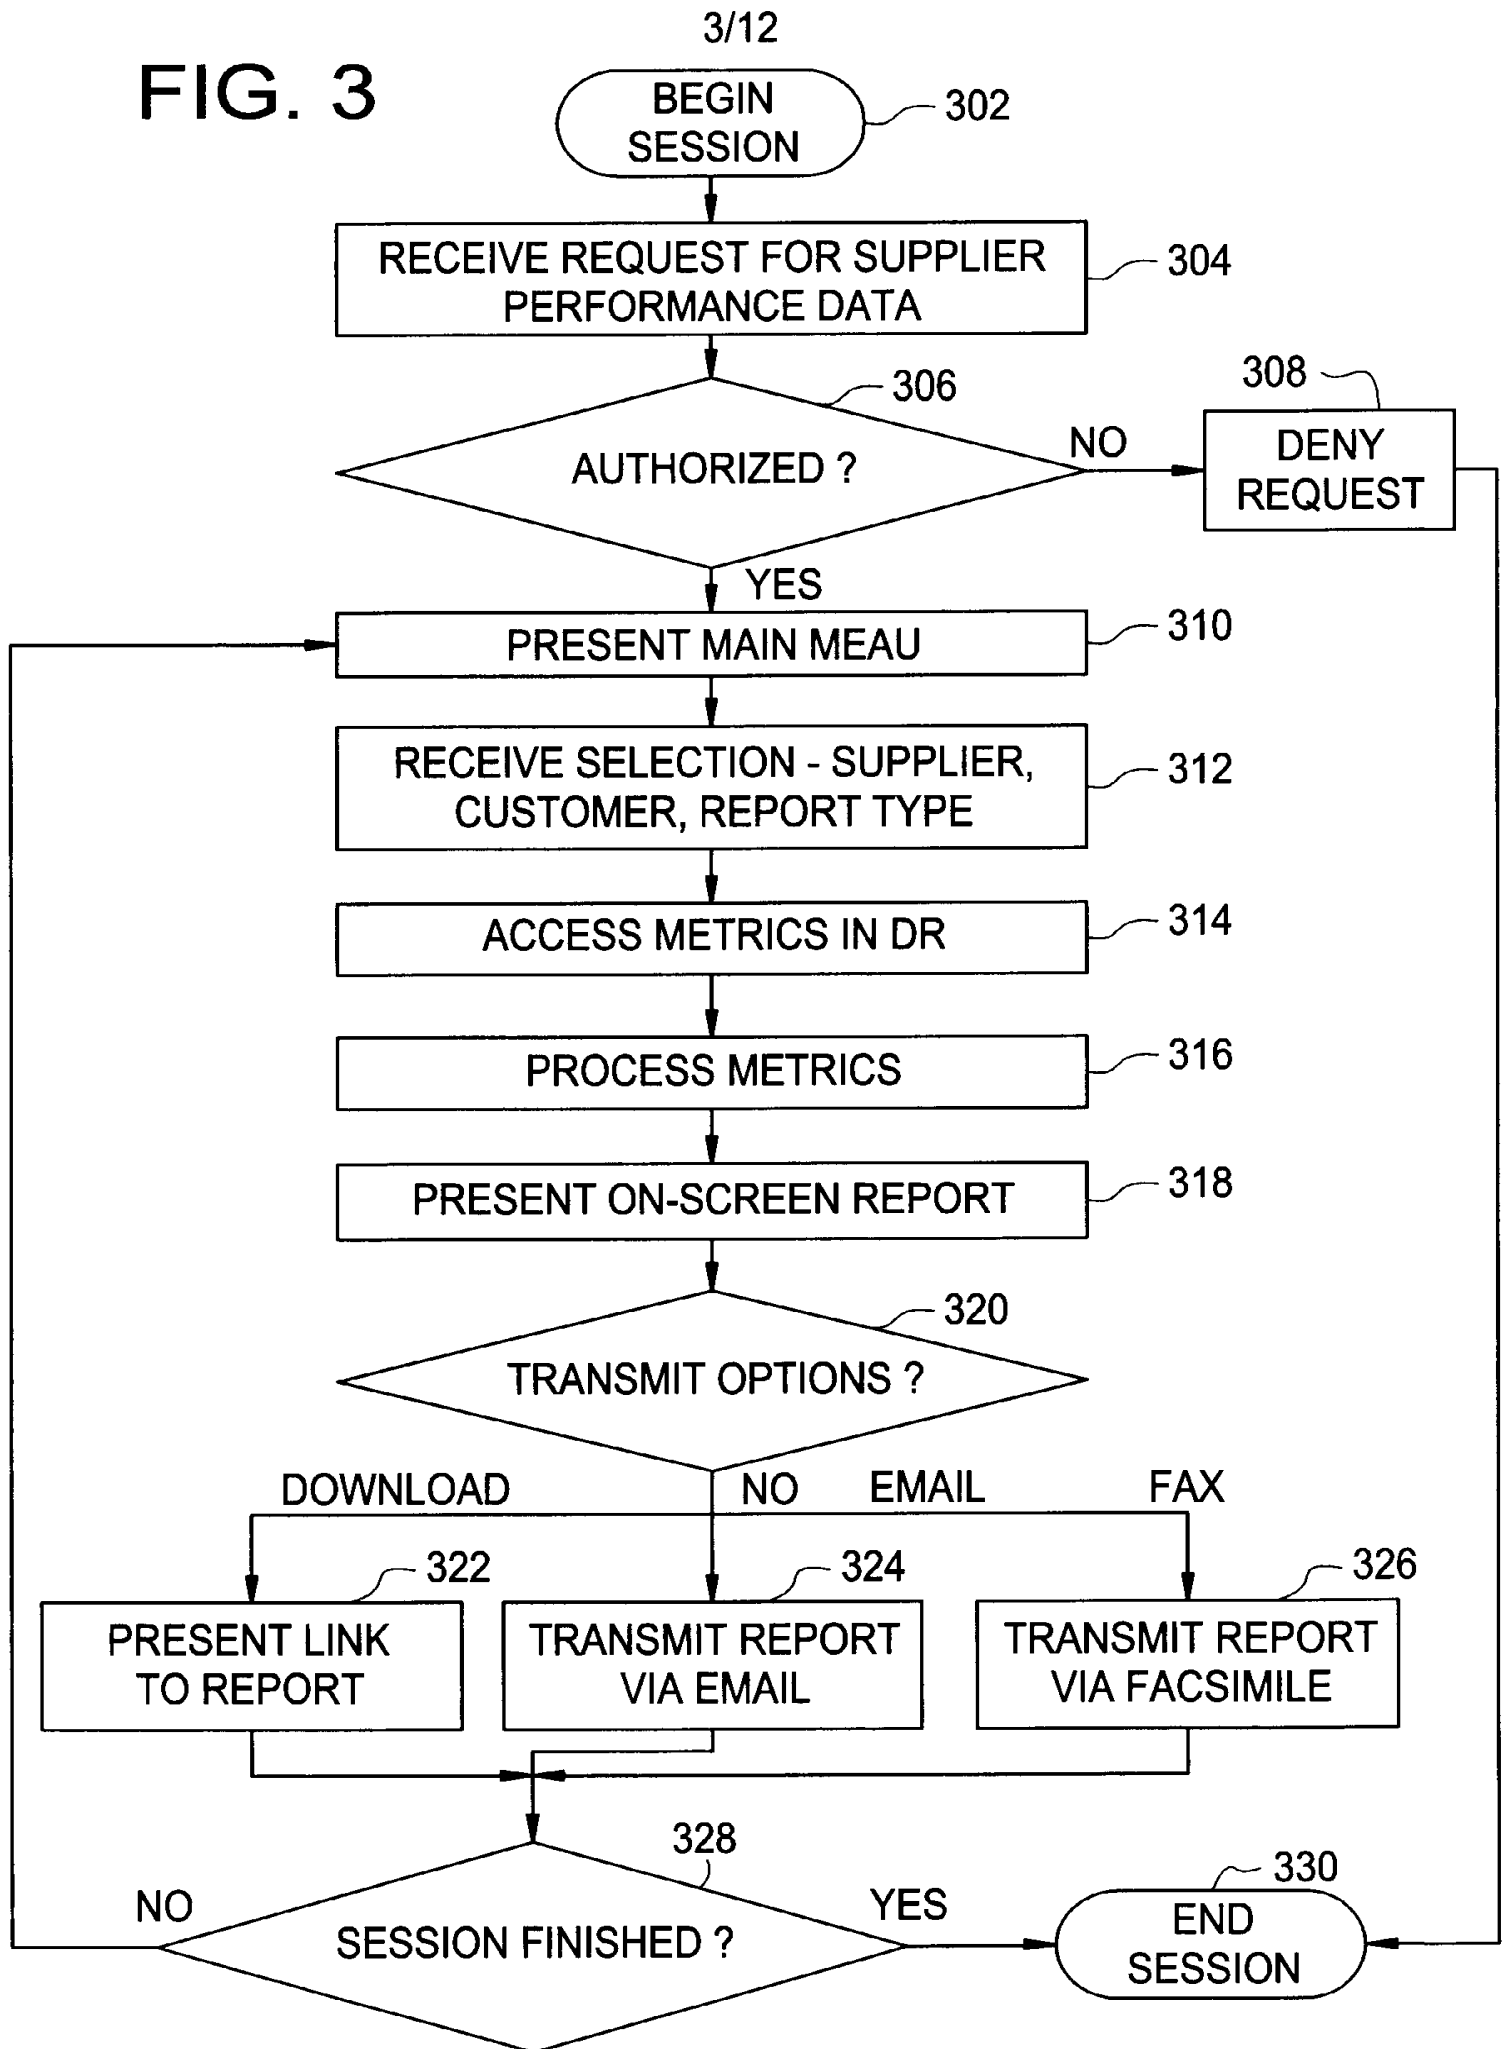 3/12
FIG. 3
BEGIN
SESSION
302
RECEIVE REQUEST FOR SUPPLIER
PERFORMANCE DATA
304
306
AUTHORIZED ?
NO
308
DENY
REQUEST
YES
PRESENT MAIN MEAU
310
RECEIVE SELECTION - SUPPLIER,
CUSTOMER, REPORT TYPE
312
ACCESS METRICS IN DR
314
PROCESS METRICS
316
PRESENT ON-SCREEN REPORT
318
320
TRANSMIT OPTIONS ?
DOWNLOAD
NO
EMAIL
FAX
322
PRESENT LINK
TO REPORT
324
TRANSMIT REPORT
VIA EMAIL
326
TRANSMIT REPORT
VIA FACSIMILE
328
SESSION FINISHED ?
NO
YES
330
END
SESSION